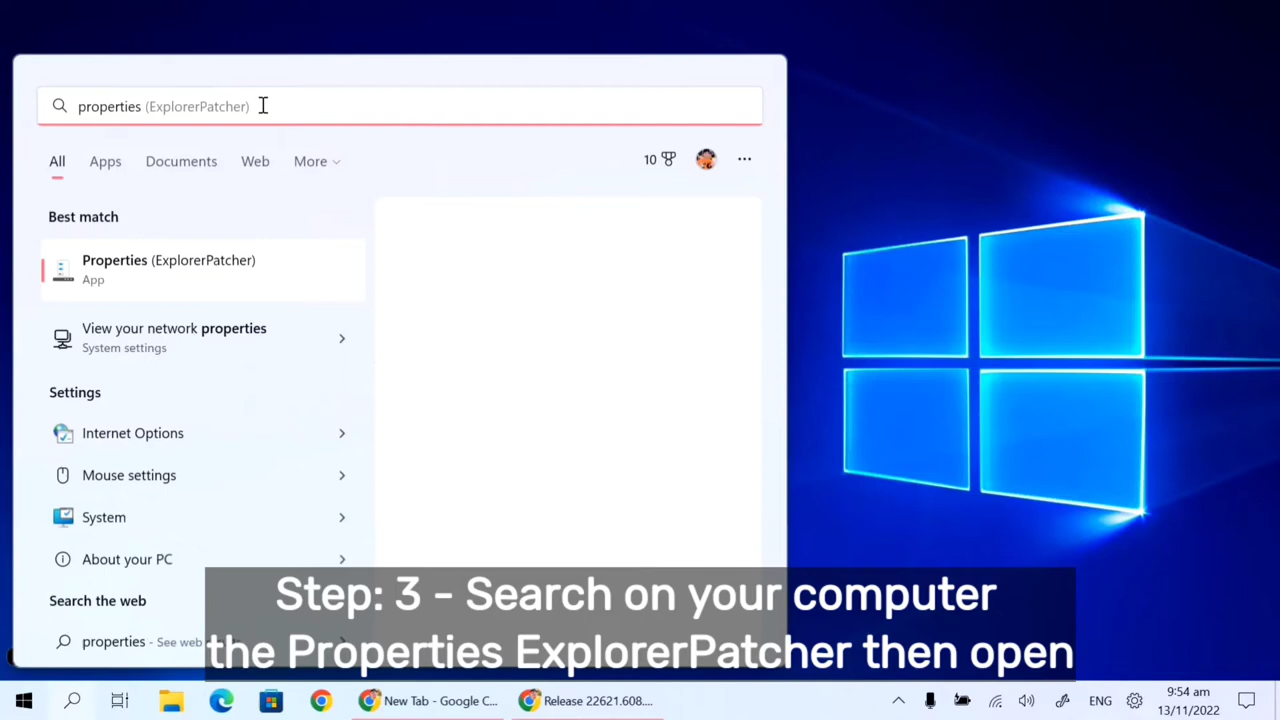 properties (ExplorerPatcher)
All Apps Documents Web More 10
Best match
Properties (ExplorerPatcher)
App
View your network properties
System settings
Settings
Internet Options
Mouse settings
System
About your PC
Search the web
properties - See web
Step: 3 - Search on your computer
the Properties ExplorerPatcher then open
New Tab - Google C...
Release 22621.608....
ENG
9:54 am
13/11/2022